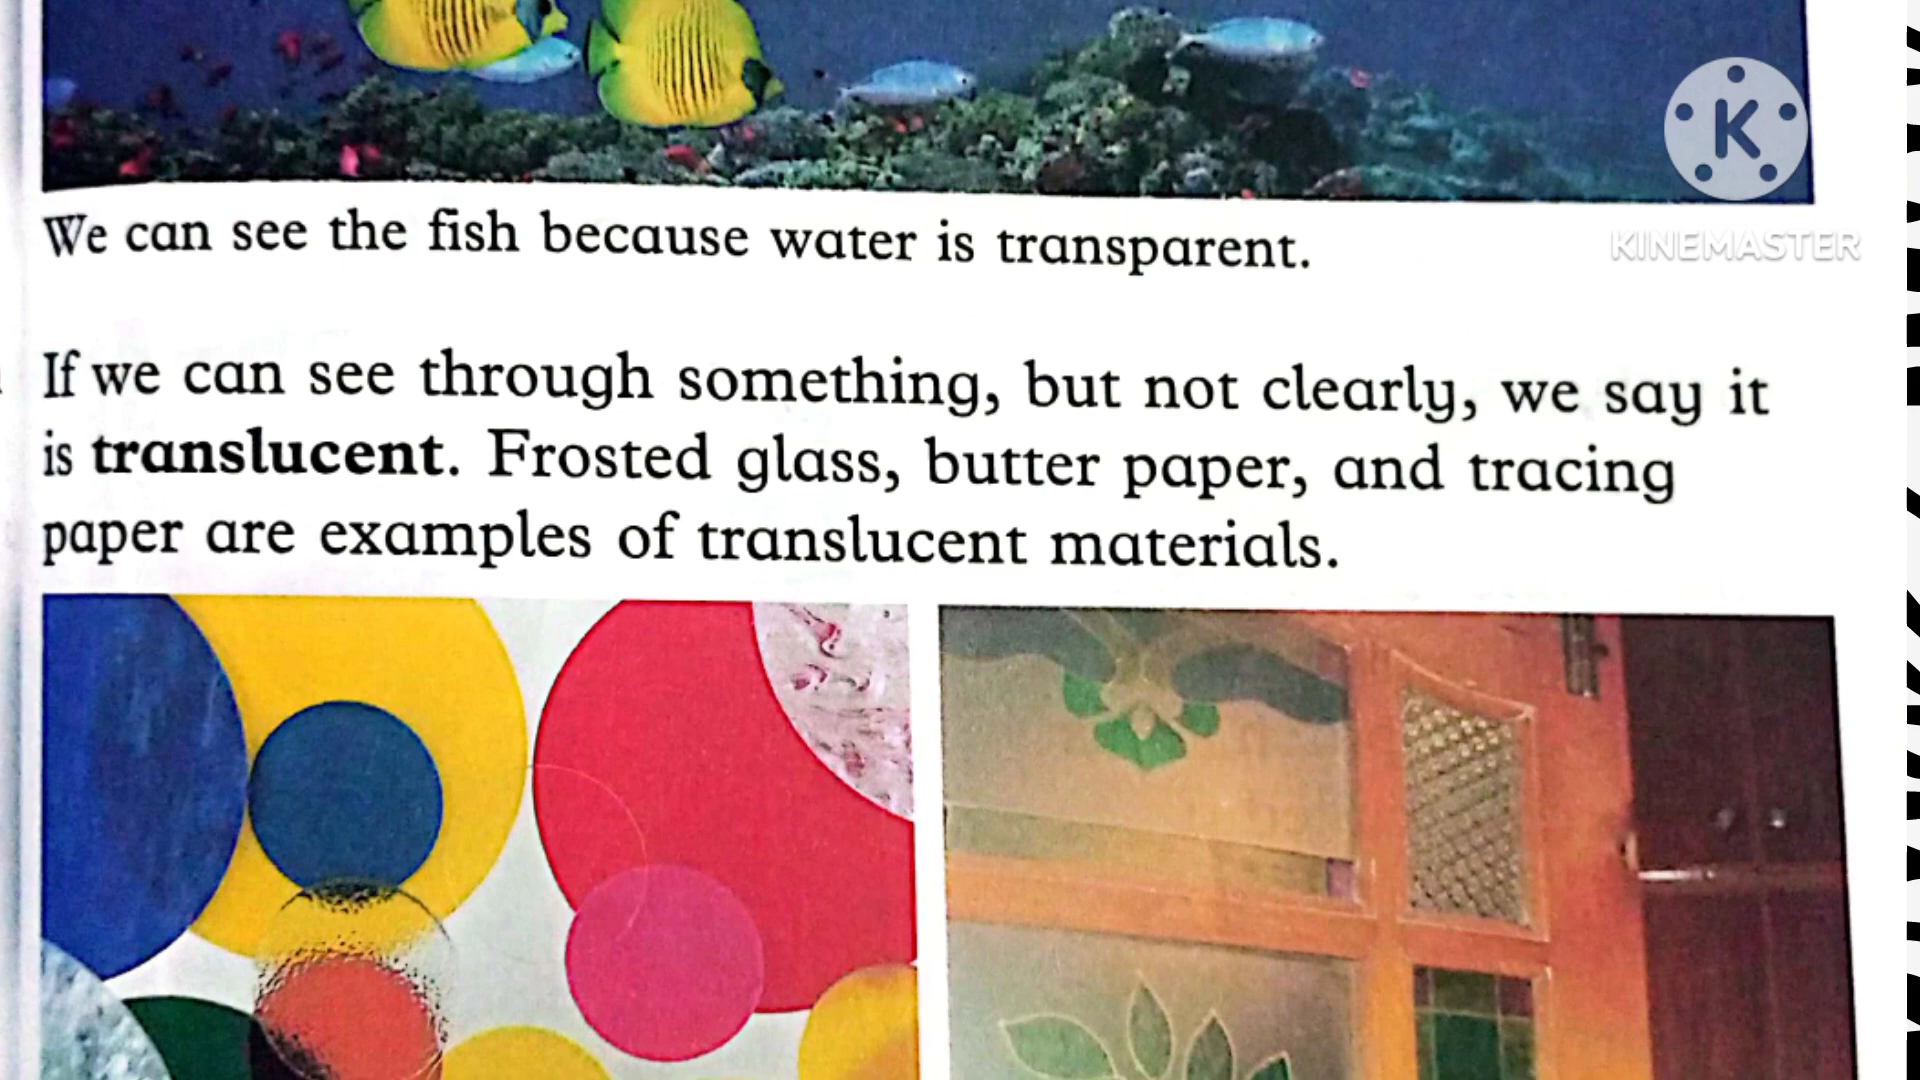 K
KINEMASTER
We can see the fish because water is transparent.
If we can see through something, but not clearly, we say it
is translucent. Frosted glass, butter paper, and tracing
paper are examples of translucent materials.